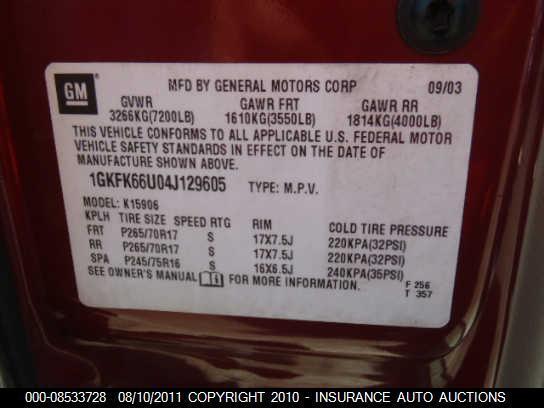 GM
MFD BY GENERAL MOTORS CORP 09/03
GVWR GAWR FRT GAWR RR
3266KG(7200LB) 1610KG(3550LB) 1814KG(4000LB)
THIS VEHICLE CONFORMS TO ALL APPLICABLE U.S. FEDERAL MOTOR
VEHICLE SAFETY STANDARDS IN EFFECT ON THE DATE OF
MANUFACTURE SHOWN ABOVE.
1GKFK66U04J129605 TYPE: M.P.V.
MODEL: K15906
KPLH TIRE SIZE SPEED RTG RIM COLD TIRE PRESSURE
FRT P265/70R17 S 17X7.5J 220KPA(32PSI)
RR P265/70R17 S 17X7.5J 220KPA(32PSI)
SPA P245/75R16 S 16X6.5J 240KPA(35PSI)
SEE OWNER'S MANUAL FOR MORE INFORMATION.
F 256
T 357
000-08533728 08/10/2011 COPYRIGHT 2010 - INSURANCE AUTO AUCTIONS